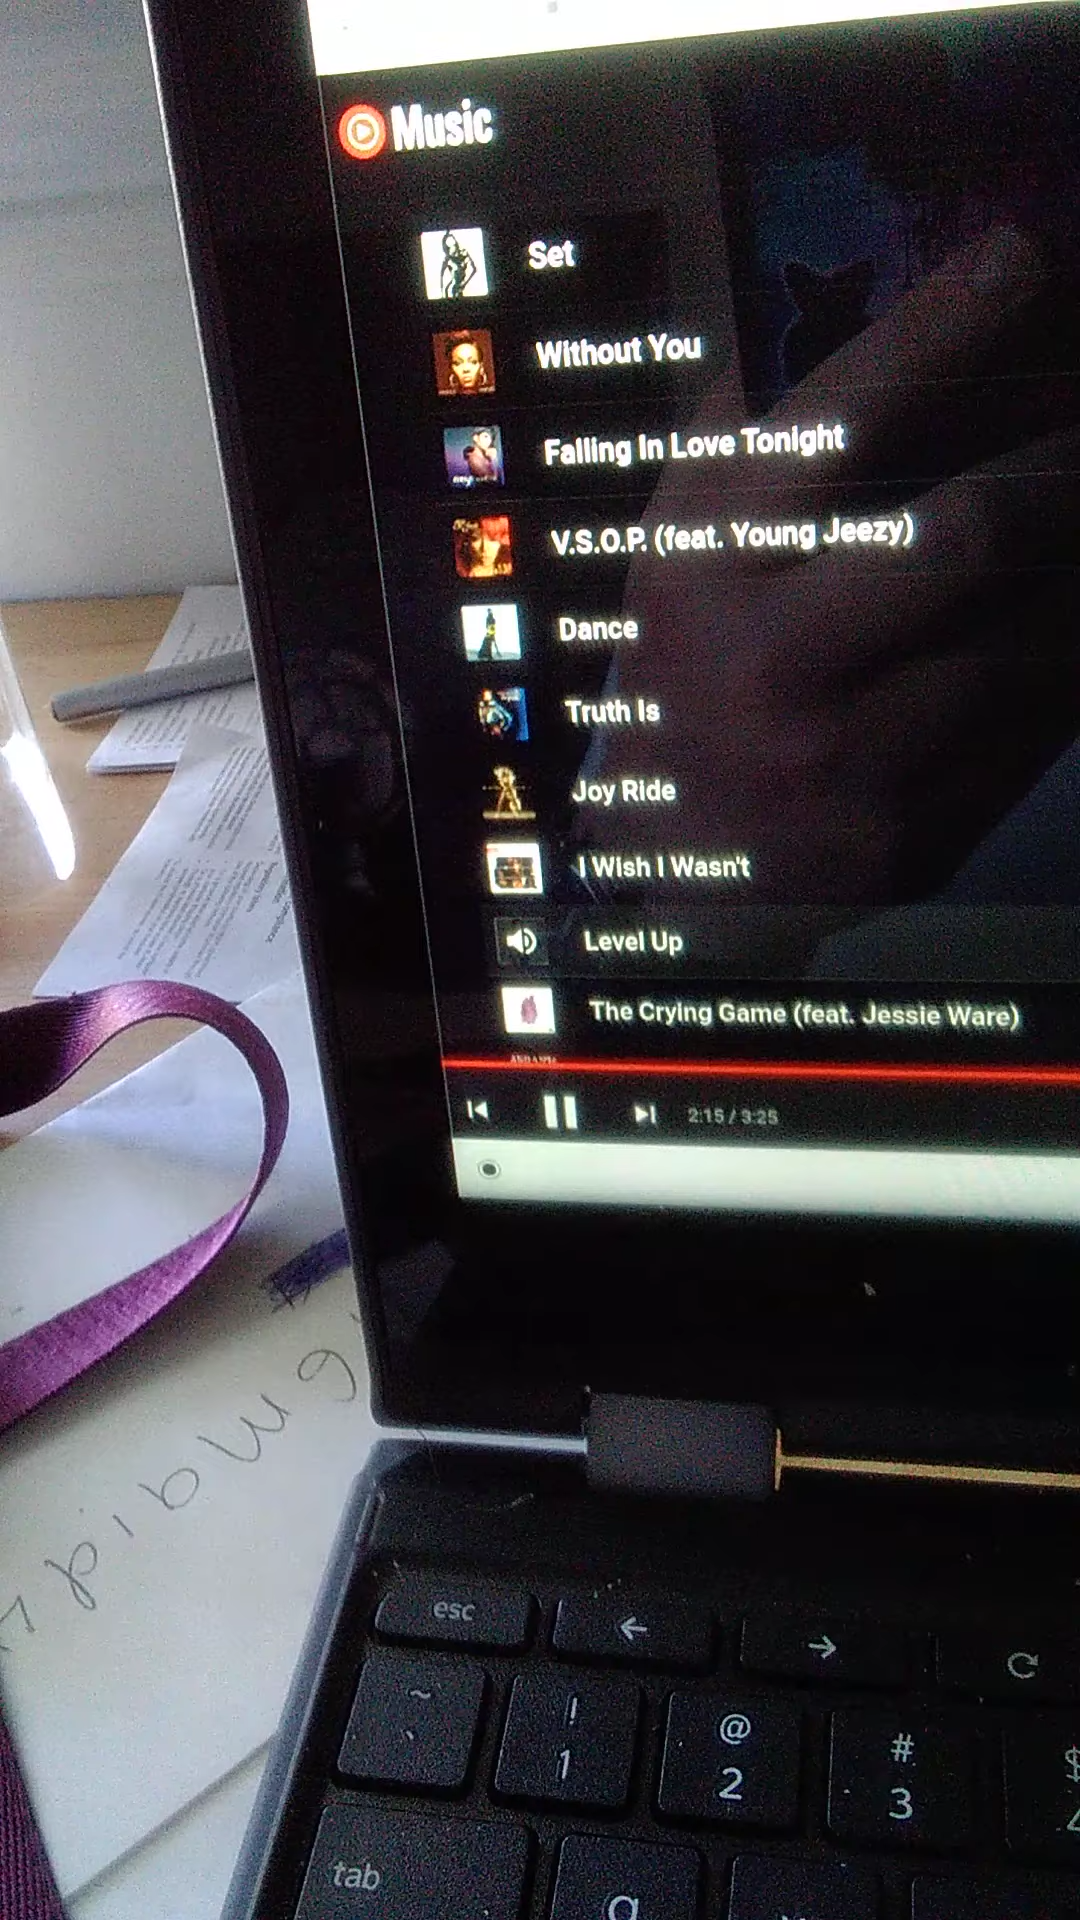 Music
Set
Without You
Falling In Love Tonight
V.S.O.P. (feat. Young Jeezy)
Dance
Truth Is
Joy Ride
I Wish I Wasn't
Level Up
The Crying Game (feat. Jessie Ware)
2:15 / 3:25
esc
~
`
!
1
@
2
#
3
$
tab
q